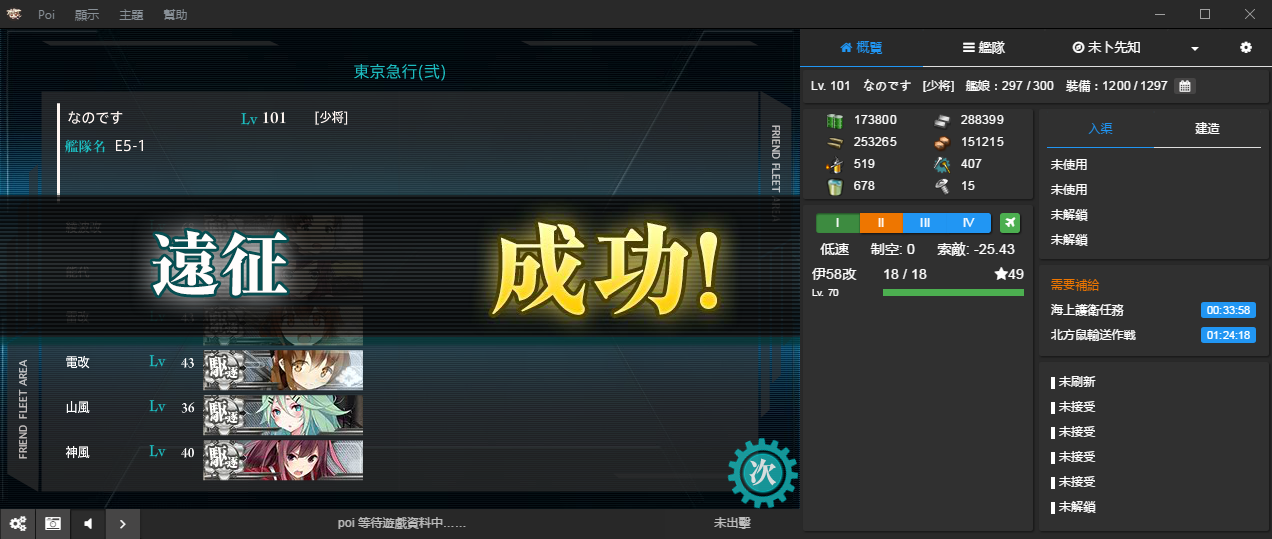 Poi 顯示 主題 幫助
東京急行(弐)
なのです Lv 101 [少将]
艦隊名 E5-1
FRIEND FLEET AREA
遠征 成功!
電改 Lv 43 駆逐
山風 Lv 36 駆逐
神風 Lv 40 駆逐
FRIEND FLEET AREA
次
poi 等待遊戲資料中...... 未出擊
概覽 艦隊 未卜先知
Lv. 101 なのです [少将] 艦娘:297 / 300 裝備:1200 / 1297
173800 288399
253265 151215
519 407
678 15
I II III IV
低速 制空: 0 索敵: -25.43
伊58改 18 / 18 ★49
Lv. 70
入渠 建造
未使用
未使用
未解鎖
未解鎖
需要補給
海上護衛任務 00:33:58
北方鼠輸送作戦 01:24:18
未刷新
未接受
未接受
未接受
未接受
未解鎖